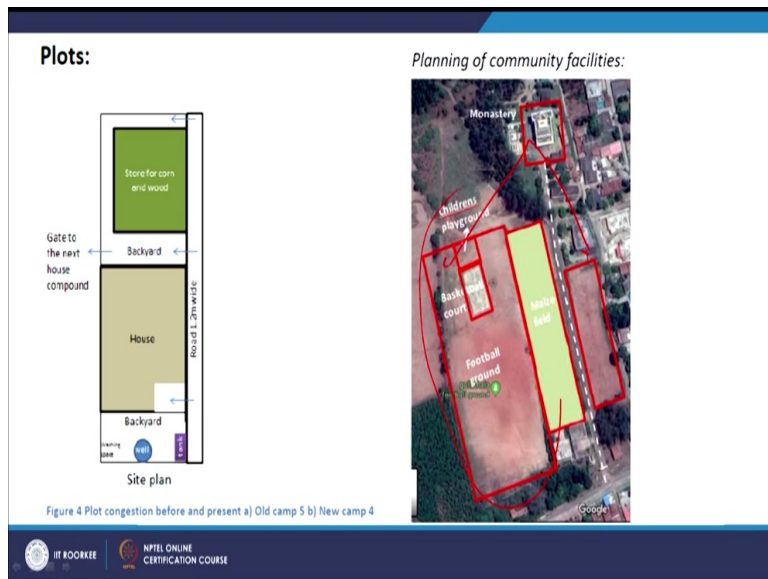 Plots:
Planning of community facilities:
Store for corn
and wood
Gate to
the next
house
compound
Backyard
House
Road 1.2m wide
Backyard
Washing
space
well
tank
Site plan
Figure 4 Plot congestion before and present a) Old camp 5 b) New camp 4
Monastery
Childrens
playground
Basketball
court
Maize
field
Football
ground
Google
IIT ROORKEE
NPTEL ONLINE
CERTIFICATION COURSE